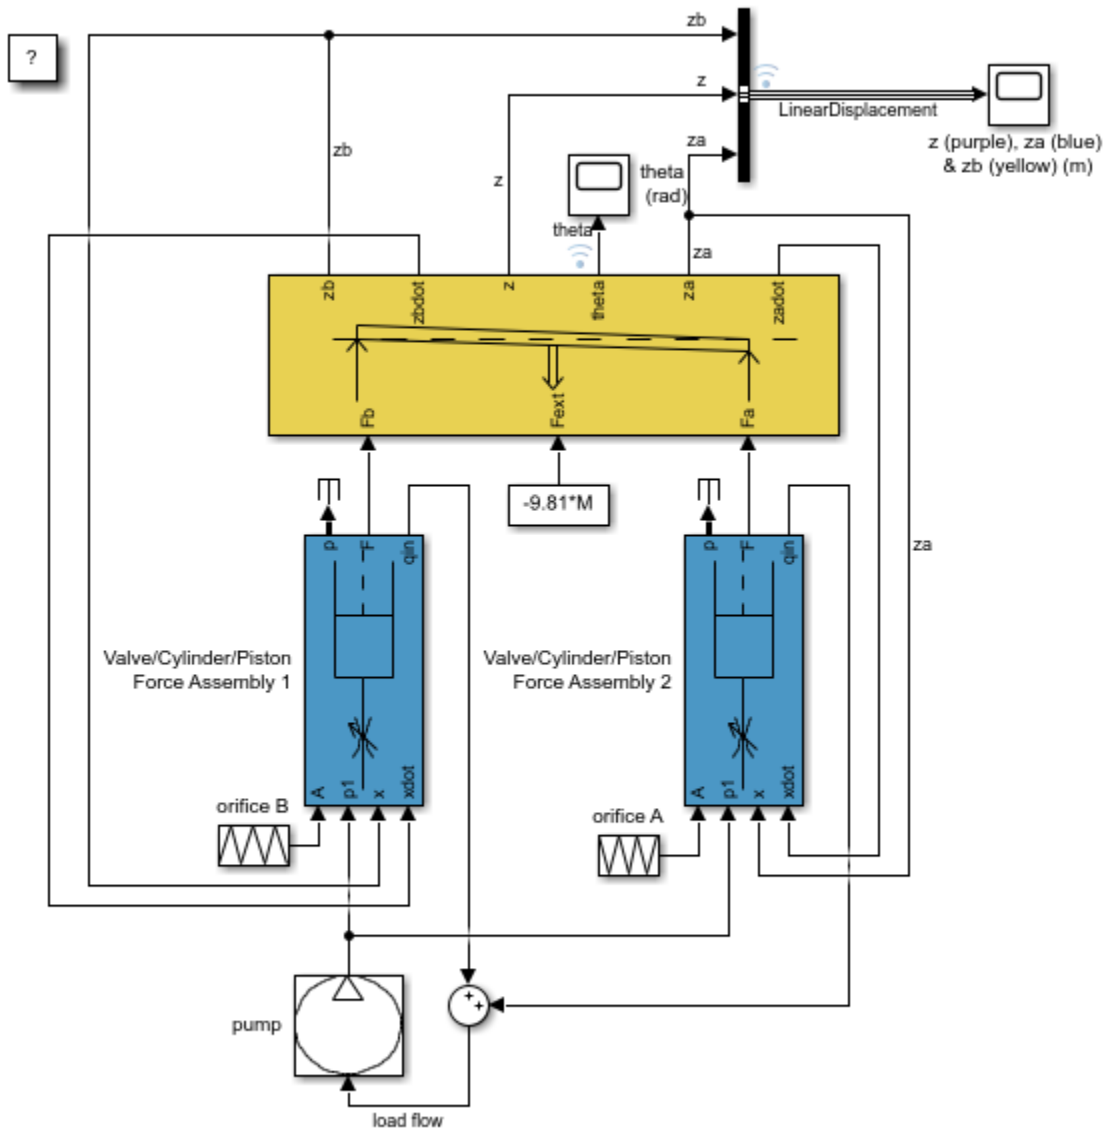 zb
?
z
LinearDisplacement
za
z (purple), za (blue)
& zb (yellow) (m)
zb
z
theta
(rad)
theta
za
zb
zbdot
z
theta
za
zadot
Fb
Fext
Fa
-9.81*M
p
F
qin
p
F
qin
za
Valve/Cylinder/Piston
Force Assembly 1
Valve/Cylinder/Piston
Force Assembly 2
A
p1
x
xdot
A
p1
x
xdot
orifice B
orifice A
pump
load flow